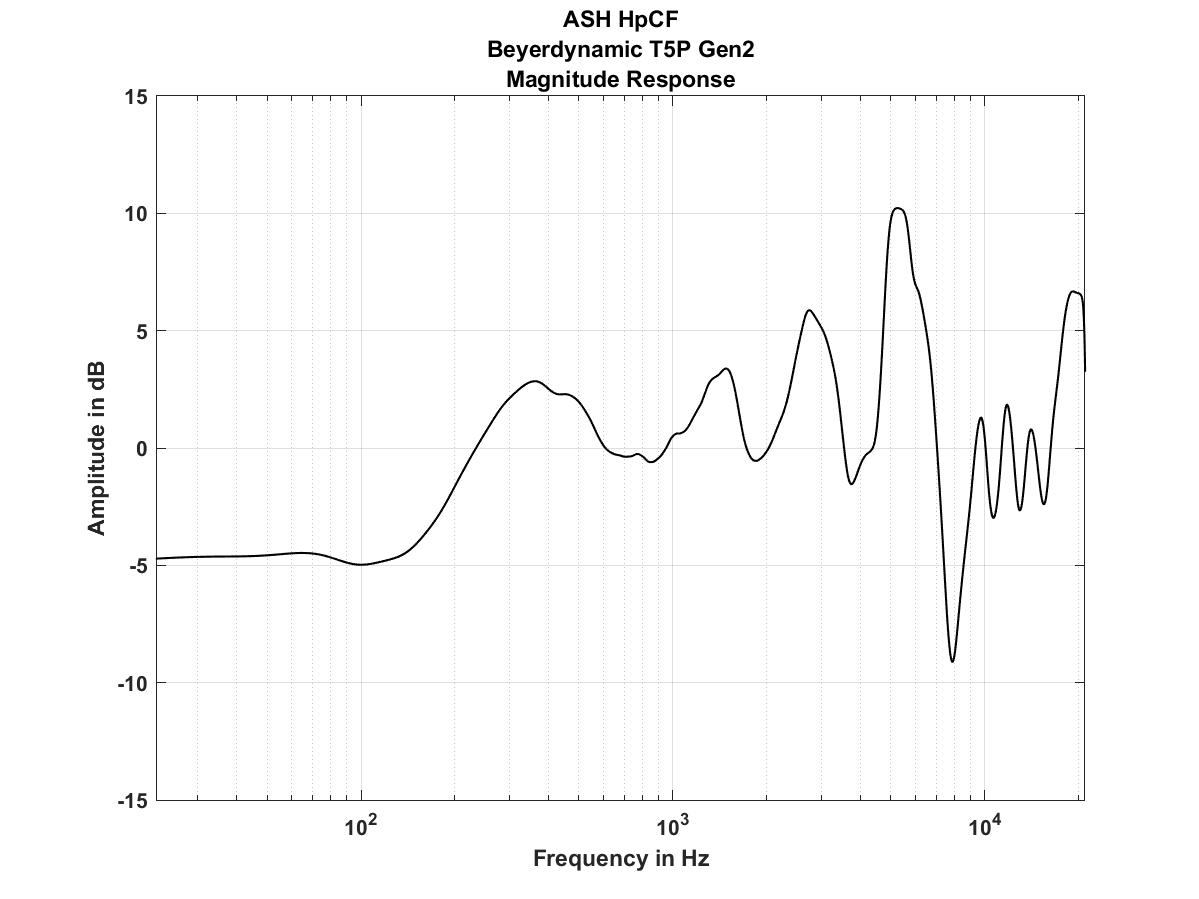 ASH HpCF
Beyerdynamic T5P Gen2
Magnitude Response
15
10
5
0
-5
-10
-15
Amplitude in dB
10² 10³ 10⁴
Frequency in Hz